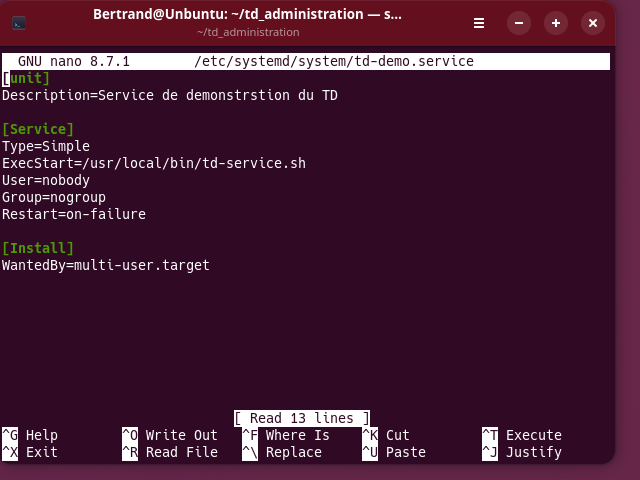 Bertrand@Unbuntu: ~/td_administration — s...
~/td_administration
GNU nano 8.7.1 /etc/systemd/system/td-demo.service
[unit]
Description=Service de demonstrstion du TD
[Service]
Type=Simple
ExecStart=/usr/local/bin/td-service.sh
User=nobody
Group=nogroup
Restart=on-failure
[Install]
WantedBy=multi-user.target
[ Read 13 lines ]
^G Help ^O Write Out ^F Where Is ^K Cut ^T Execute
^X Exit ^R Read File ^\ Replace ^U Paste ^J Justify